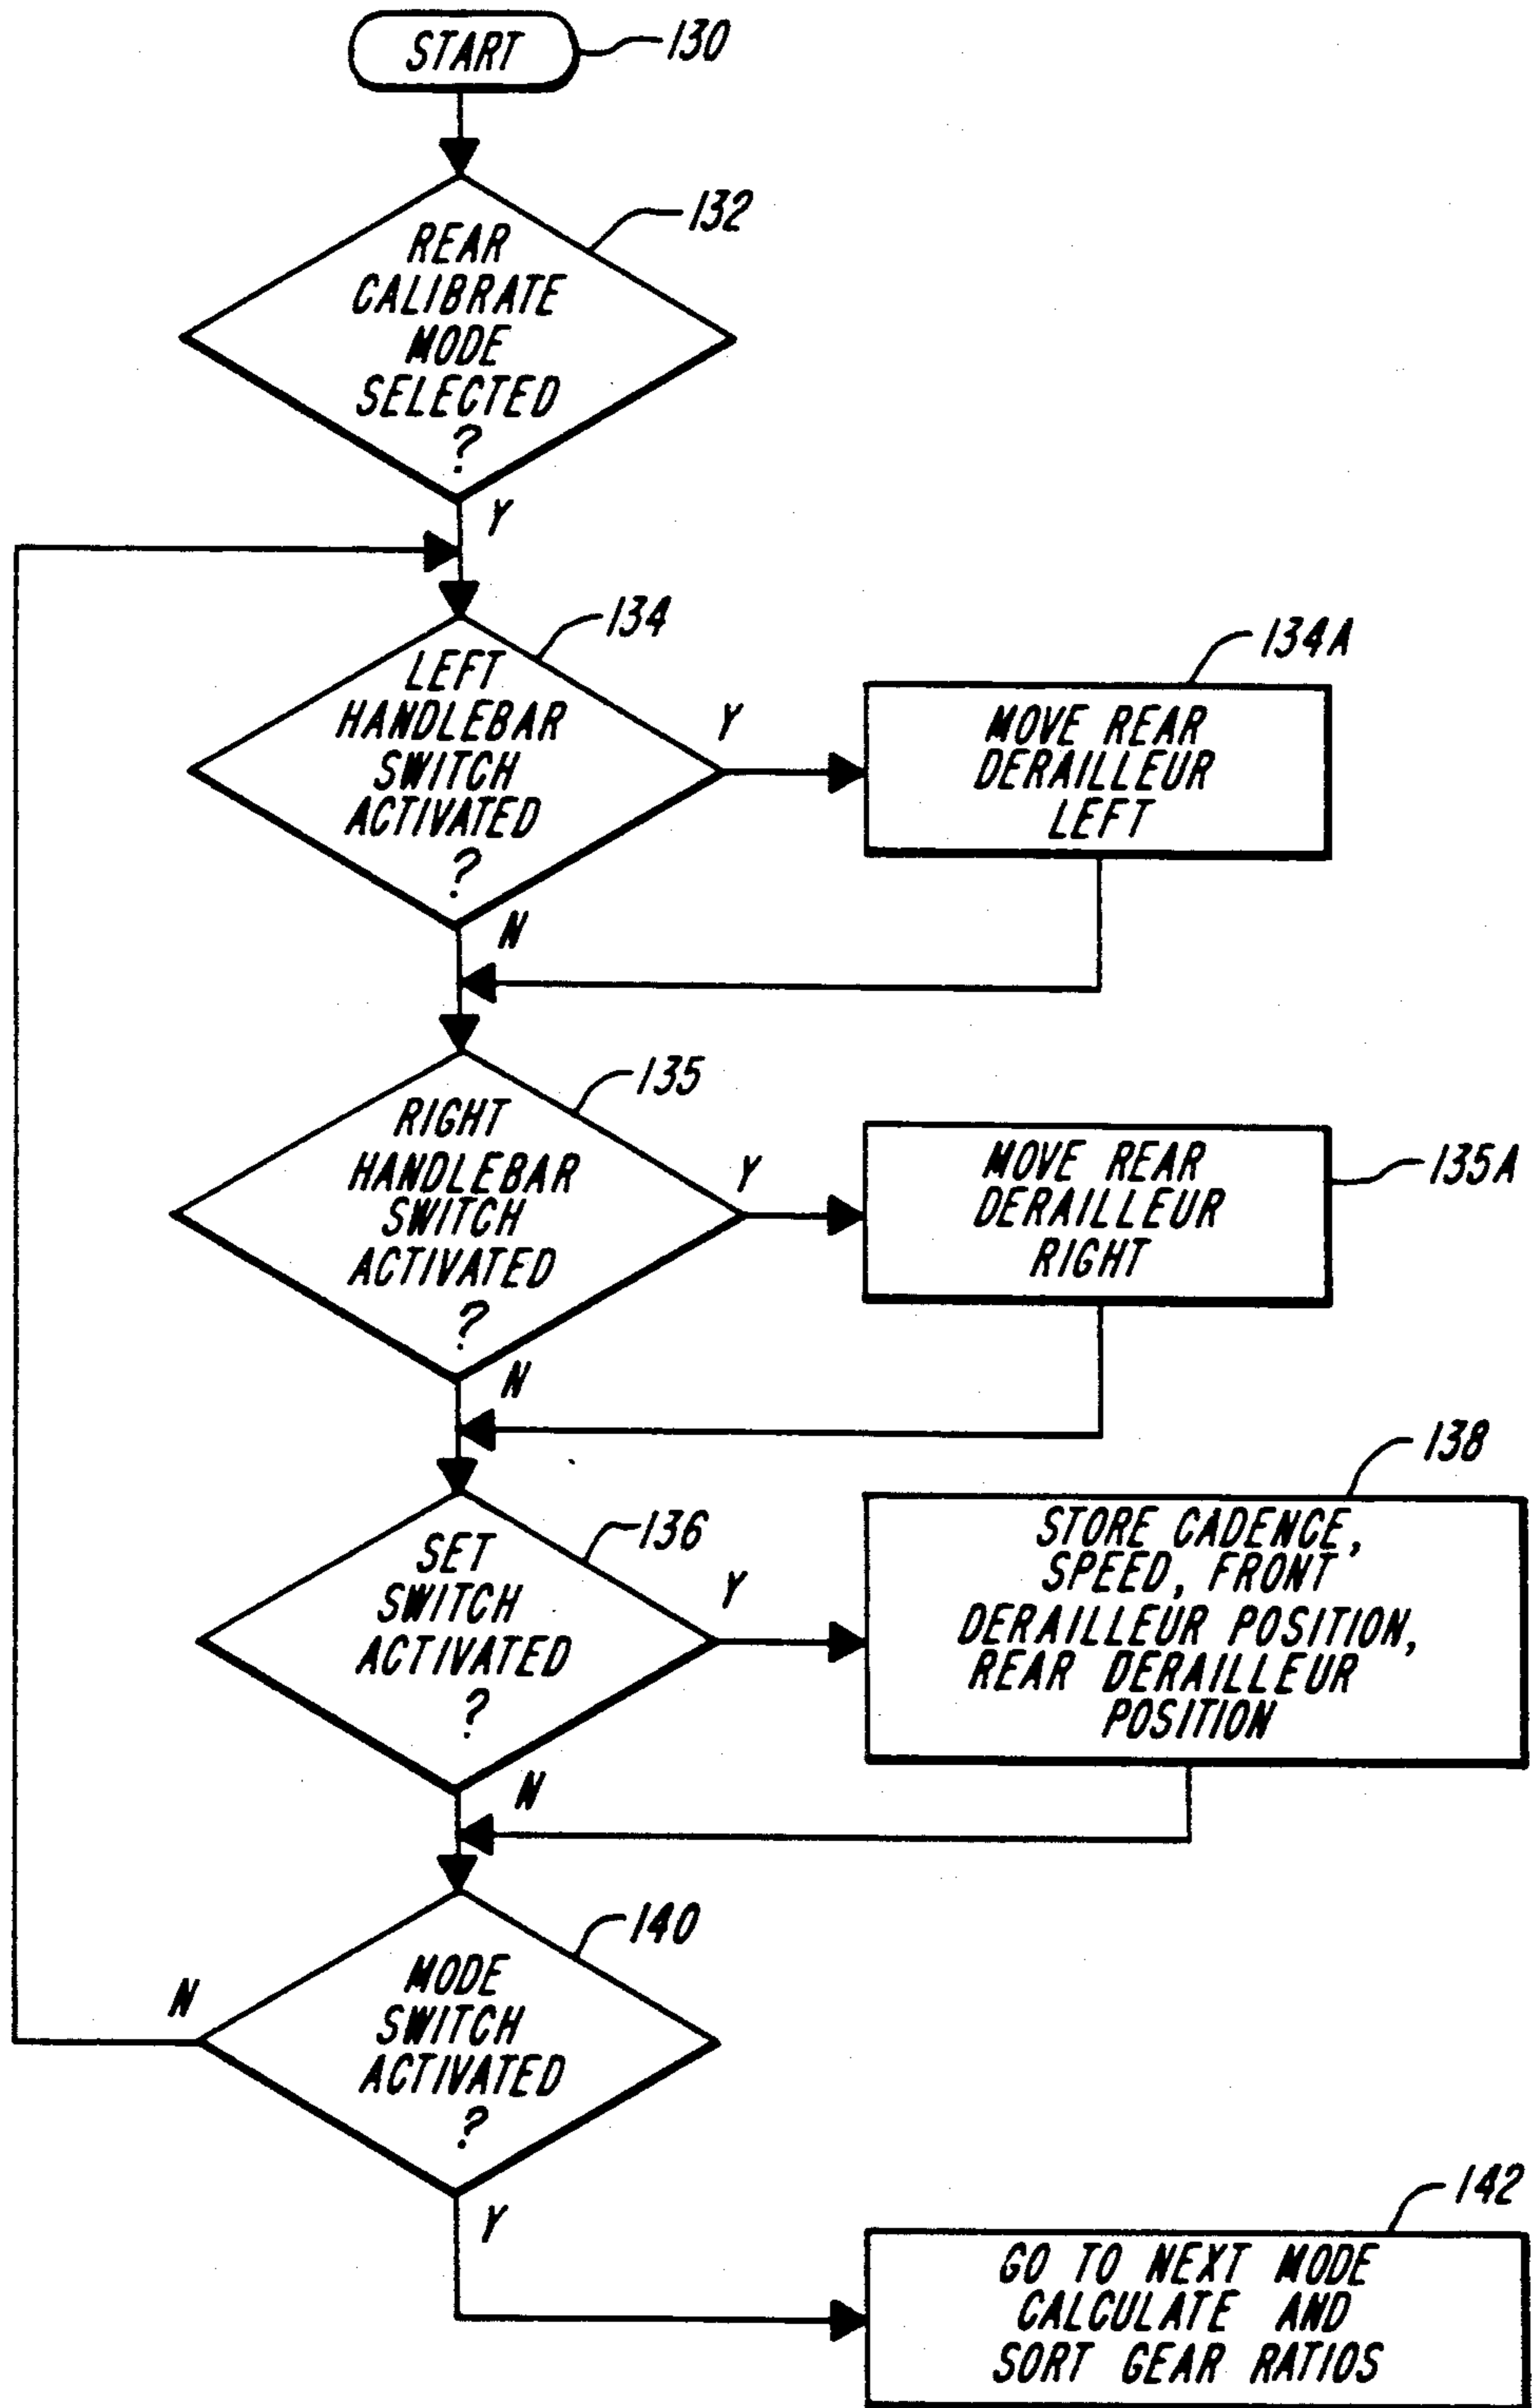 START
130
132
REAR
CALIBRATE
MODE
SELECTED
?
Y
134
LEFT
HANDLEBAR
SWITCH
ACTIVATED
?
Y
134A
MOVE REAR
DERAILLEUR
LEFT
N
135
RIGHT
HANDLEBAR
SWITCH
ACTIVATED
?
Y
MOVE REAR
DERAILLEUR
RIGHT
135A
N
136
SET
SWITCH
ACTIVATED
?
Y
138
STORE CADENCE,
SPEED, FRONT
DERAILLEUR POSITION,
REAR DERAILLEUR
POSITION
N
140
MODE
SWITCH
ACTIVATED
?
N
Y
142
GO TO NEXT MODE
CALCULATE AND
SORT GEAR RATIOS